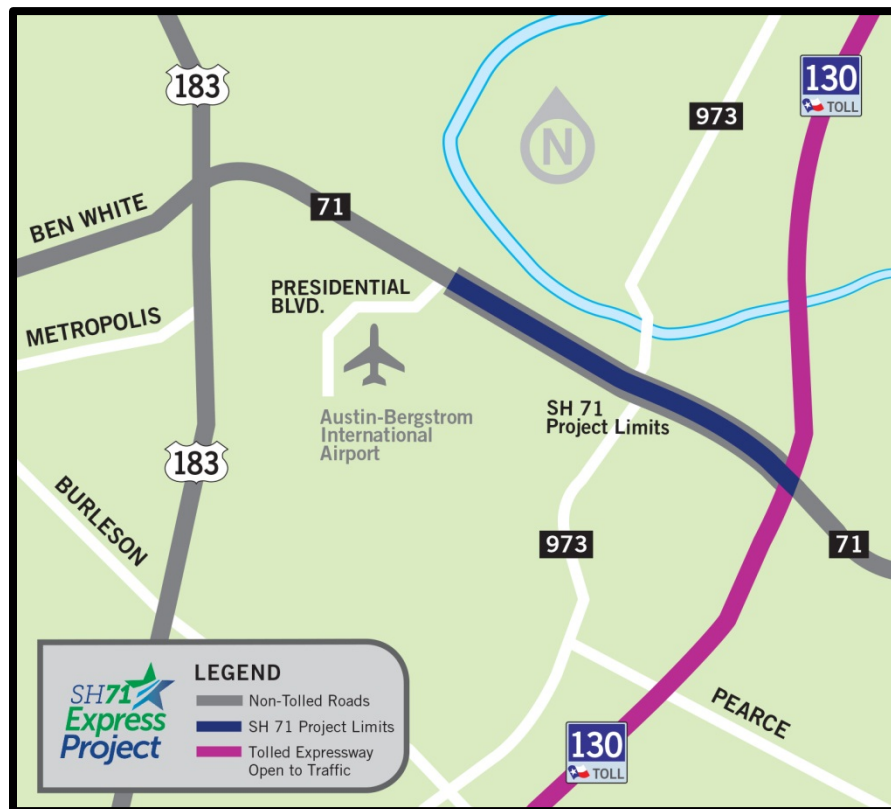 183
130
TOLL
973
BEN WHITE
71
N
PRESIDENTIAL
BLVD.
METROPOLIS
Austin-Bergstrom
International
Airport
SH 71
Project Limits
183
BURLESON
973
71
PEARCE
130
TOLL
SH71
Express
Project
LEGEND
Non-Tolled Roads
SH 71 Project Limits
Tolled Expressway
Open to Traffic